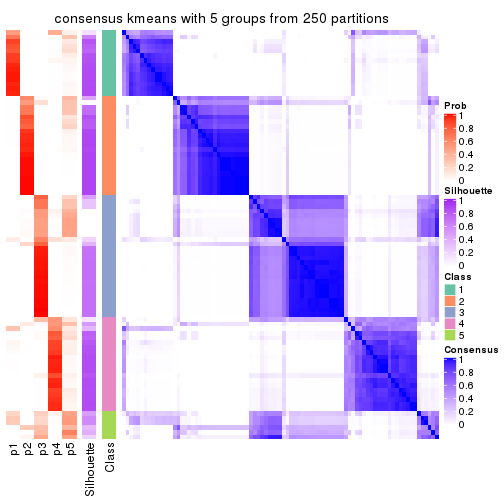 consensus kmeans with 5 groups from 250 partitions
Prob
1
0.8
0.6
0.4
0.2
0
Silhouette
1
0.8
0.6
0.4
0.2
0
Class
1
2
3
4
5
Consensus
1
0.8
0.6
0.4
0.2
0
p1
p2
p3
p4
p5
Silhouette
Class